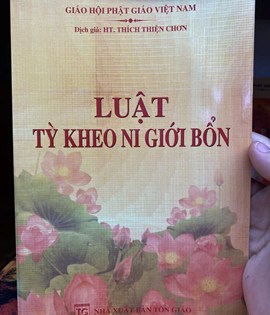 GIÁO HỘI PHẬT GIÁO VIỆT NAM
Dịch giả: HT. THÍCH THIỆN CHƠN
LUẬT
TỲ KHEO NI GIỚI BỔN
TG
NHÀ XUẤT BẢN TÔN GIÁO